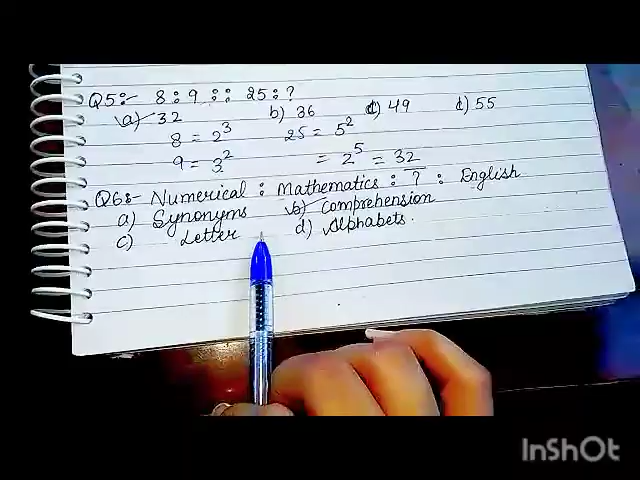 Q5:- 8 : 9 :: 25 : ?
a) 32 b) 36 c) 49 d) 55
8 = 2³ 25 = 5²
9 = 3² = 2⁵ = 32
Q6:- Numerical : Mathematics : ? : English
a) Synonyms b) Comprehension
c) Letter d) Alphabets.
InShOt